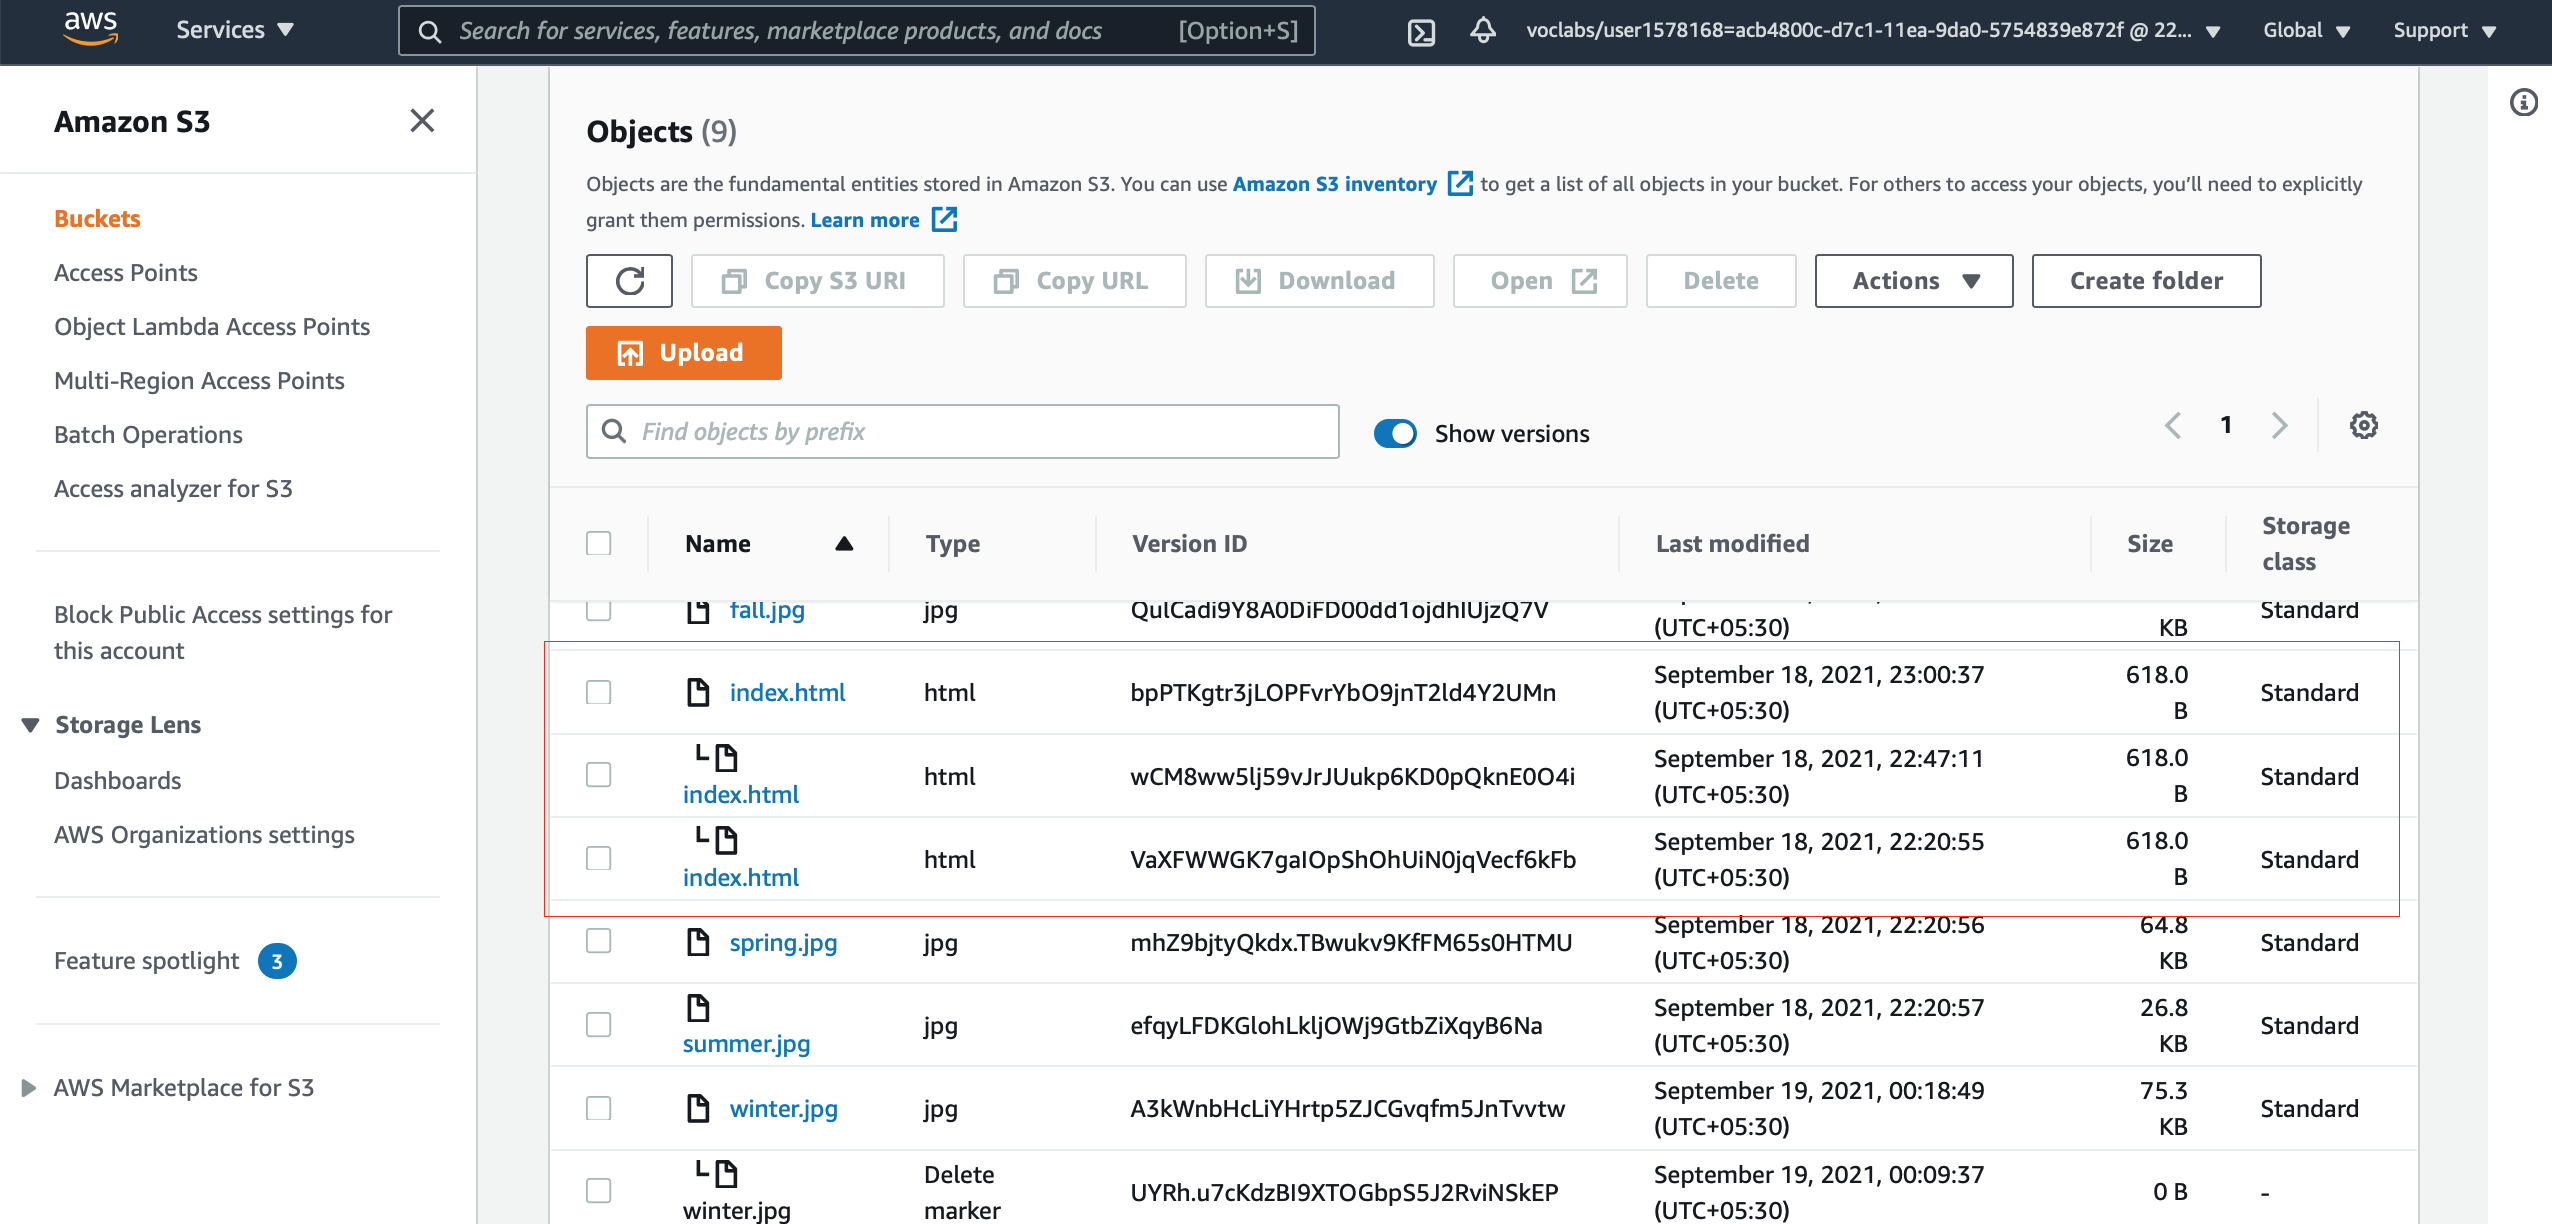 aws
Services
Search for services, features, marketplace products, and docs [Option+S]
voclabs/user1578168=acb4800c-d7c1-11ea-9da0-5754839e872f @ 22...
Global
Support
Amazon S3
Buckets
Access Points
Object Lambda Access Points
Multi-Region Access Points
Batch Operations
Access analyzer for S3
Block Public Access settings for
this account
Storage Lens
Dashboards
AWS Organizations settings
Feature spotlight 3
AWS Marketplace for S3
Objects (9)
Objects are the fundamental entities stored in Amazon S3. You can use Amazon S3 inventory to get a list of all objects in your bucket. For others to access your objects, you'll need to explicitly
grant them permissions. Learn more
Copy S3 URI
Copy URL
Download
Open
Delete
Actions
Create folder
Upload
Find objects by prefix
Show versions
1
Name Type Version ID Last modified Size Storage
class
fall.jpg jpg QulCadi9Y8A0DiFD00dd1ojdhIUjzQ7V Standard
(UTC+05:30) KB
September 18, 2021, 23:00:37 618.0
index.html html bpPTKgtr3jLOPFvrYbO9jnT2ld4Y2UMn Standard
(UTC+05:30) B
September 18, 2021, 22:47:11 618.0
html wCM8ww5lj59vJrJUukp6KD0pQknE0O4i Standard
index.html (UTC+05:30) B
September 18, 2021, 22:20:55 618.0
html VaXFWWGK7gaIOpShOhUiN0jqVecf6kFb Standard
index.html (UTC+05:30) B
September 18, 2021, 22:20:56 64.8
spring.jpg jpg mhZ9bjtyQkdx.TBwukv9KfFM65s0HTMU Standard
(UTC+05:30) KB
September 18, 2021, 22:20:57 26.8
jpg efqyLFDKGlohLkljOWj9GtbZiXqyB6Na Standard
summer.jpg (UTC+05:30) KB
September 19, 2021, 00:18:49 75.3
winter.jpg jpg A3kWnbHcLiYHrtp5ZJCGvqfm5JnTvvtw Standard
(UTC+05:30) KB
Delete September 19, 2021, 00:09:37
UYRh.u7cKdzBI9XTOGbpS5J2RviNSkEP 0 B -
winter.jpg marker (UTC+05:30)